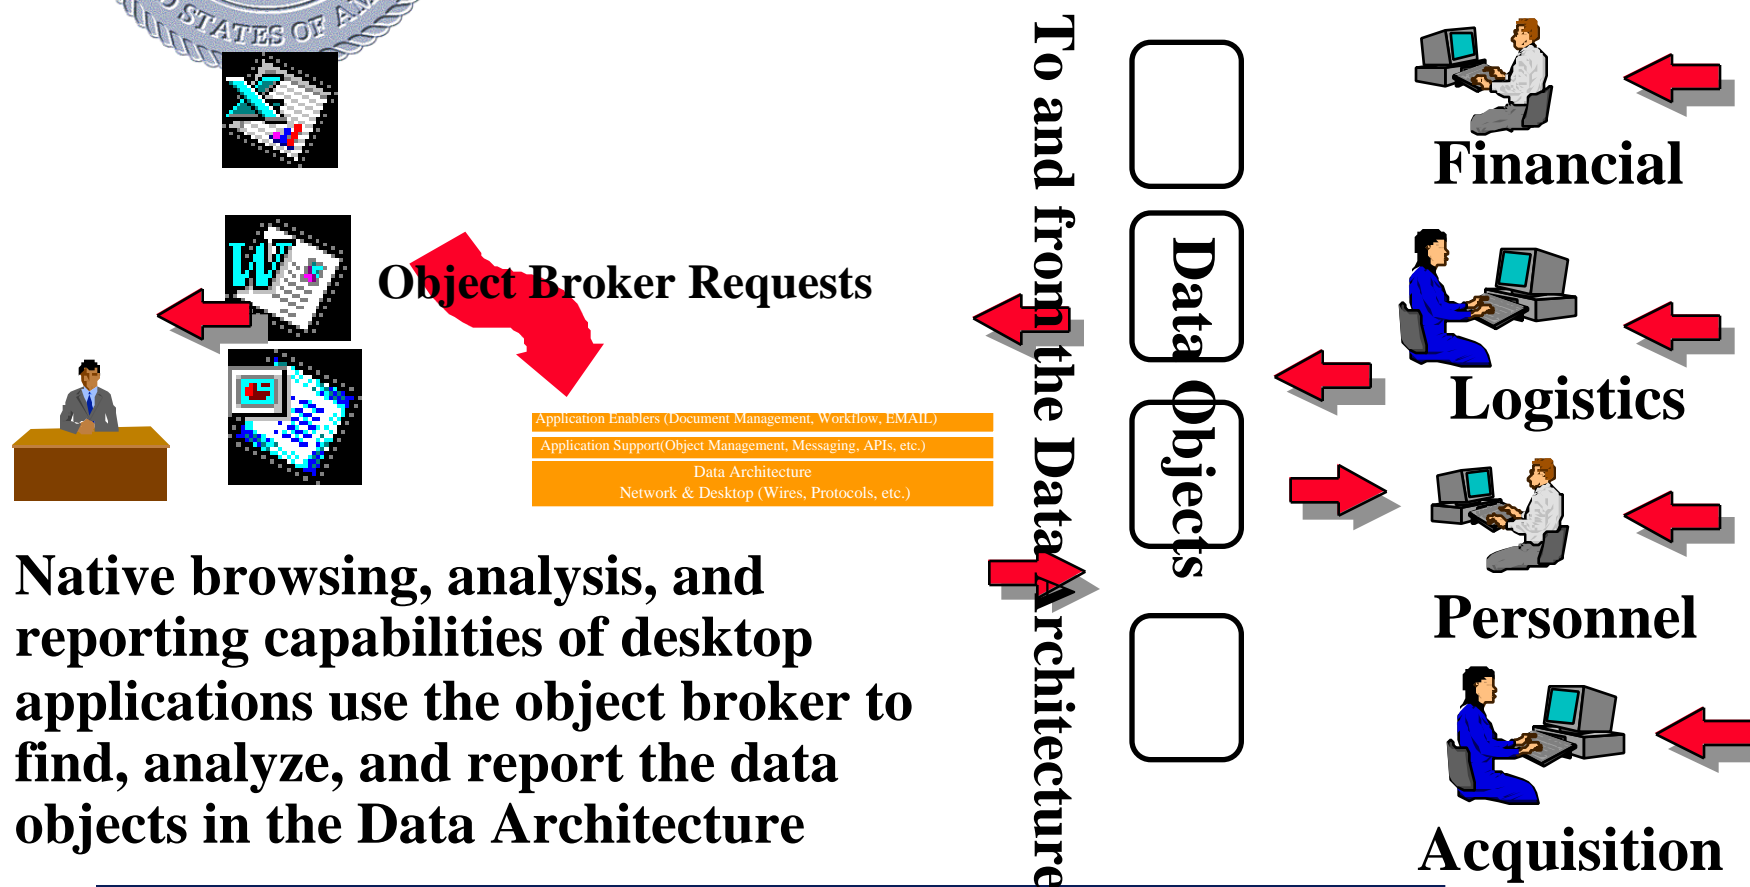 STATES OF AM
Object Broker Requests
Application Enablers (Document Management, Workflow, EMAIL)
Application Support(Object Management, Messaging, APIs, etc.)
Data Architecture
Network & Desktop (Wires, Protocols, etc.)
Native browsing, analysis, and
reporting capabilities of desktop
applications use the object broker to
find, analyze, and report the data
objects in the Data Architecture
To and from the Data Architecture
Data Objects
Financial
Logistics
Personnel
Acquisition